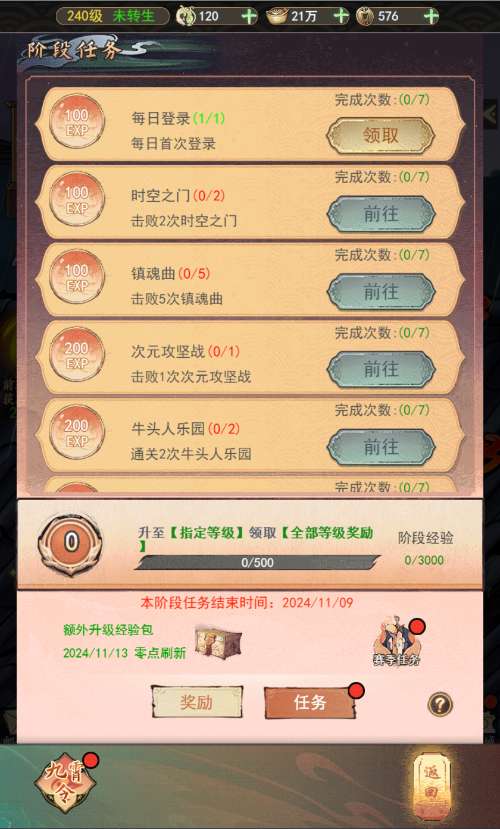 240级 未转生 120 21万 576
阶段任务
100 EXP
每日登录(1/1)
每日首次登录
完成次数:(0/7)
领取
100 EXP
时空之门(0/2)
击败2次时空之门
完成次数:(0/7)
前往
100 EXP
镇魂曲(0/5)
击败5次镇魂曲
完成次数:(0/7)
前往
200 EXP
次元攻坚战(0/1)
击败1次次元攻坚战
完成次数:(0/7)
前往
200 EXP
牛头人乐园(0/2)
通关2次牛头人乐园
完成次数:(0/7)
前往
完成次数:(0/7)
0
升至【指定等级】领取【全部等级奖励
】
0/500
阶段经验
0/3000
本阶段任务结束时间: 2024/11/09
额外升级经验包
2024/11/13 零点刷新
赛季任务
奖励
任务
?
九霄令
返回